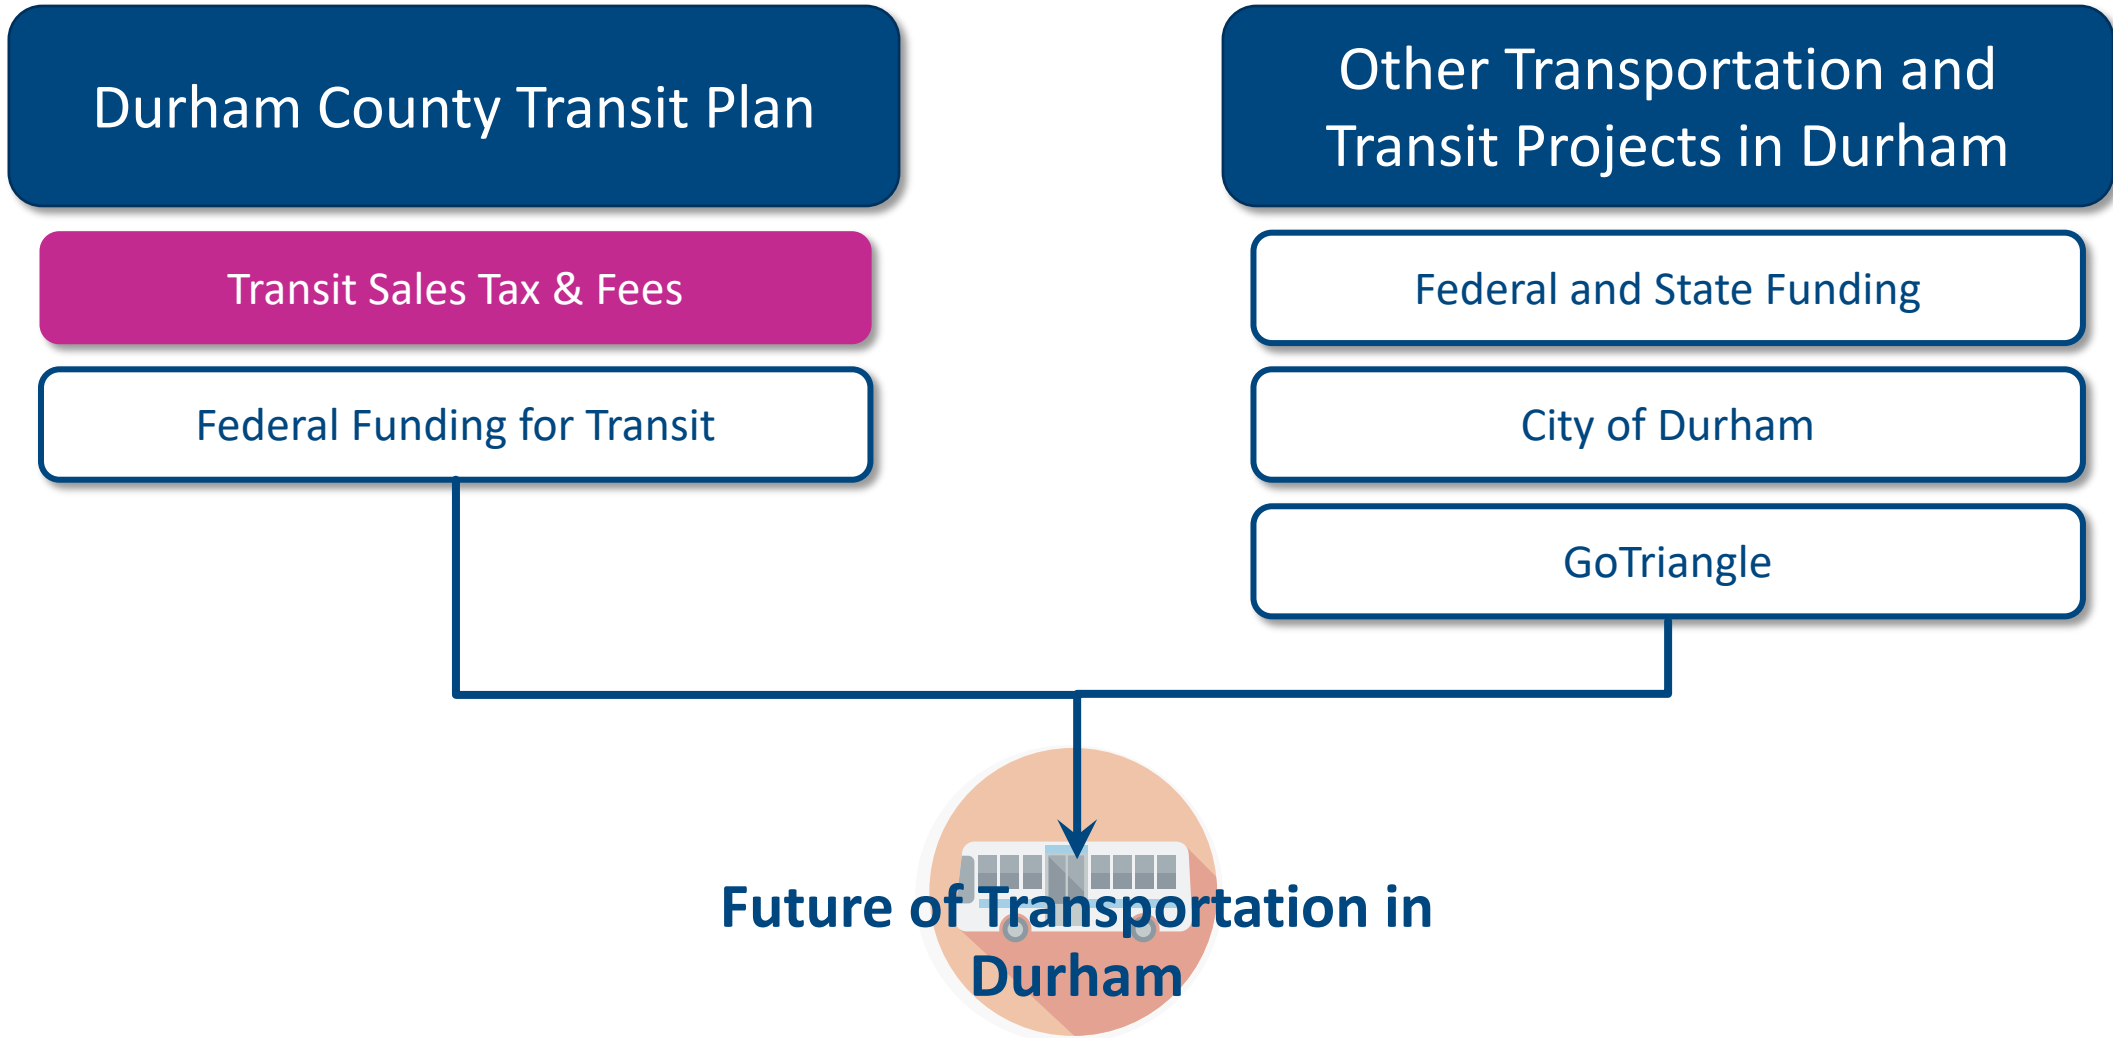 Durham County Transit Plan
Transit Sales Tax & Fees
Federal Funding for Transit
Other Transportation and
Transit Projects in Durham
Federal and State Funding
City of Durham
GoTriangle
Future of Transportation in
Durham